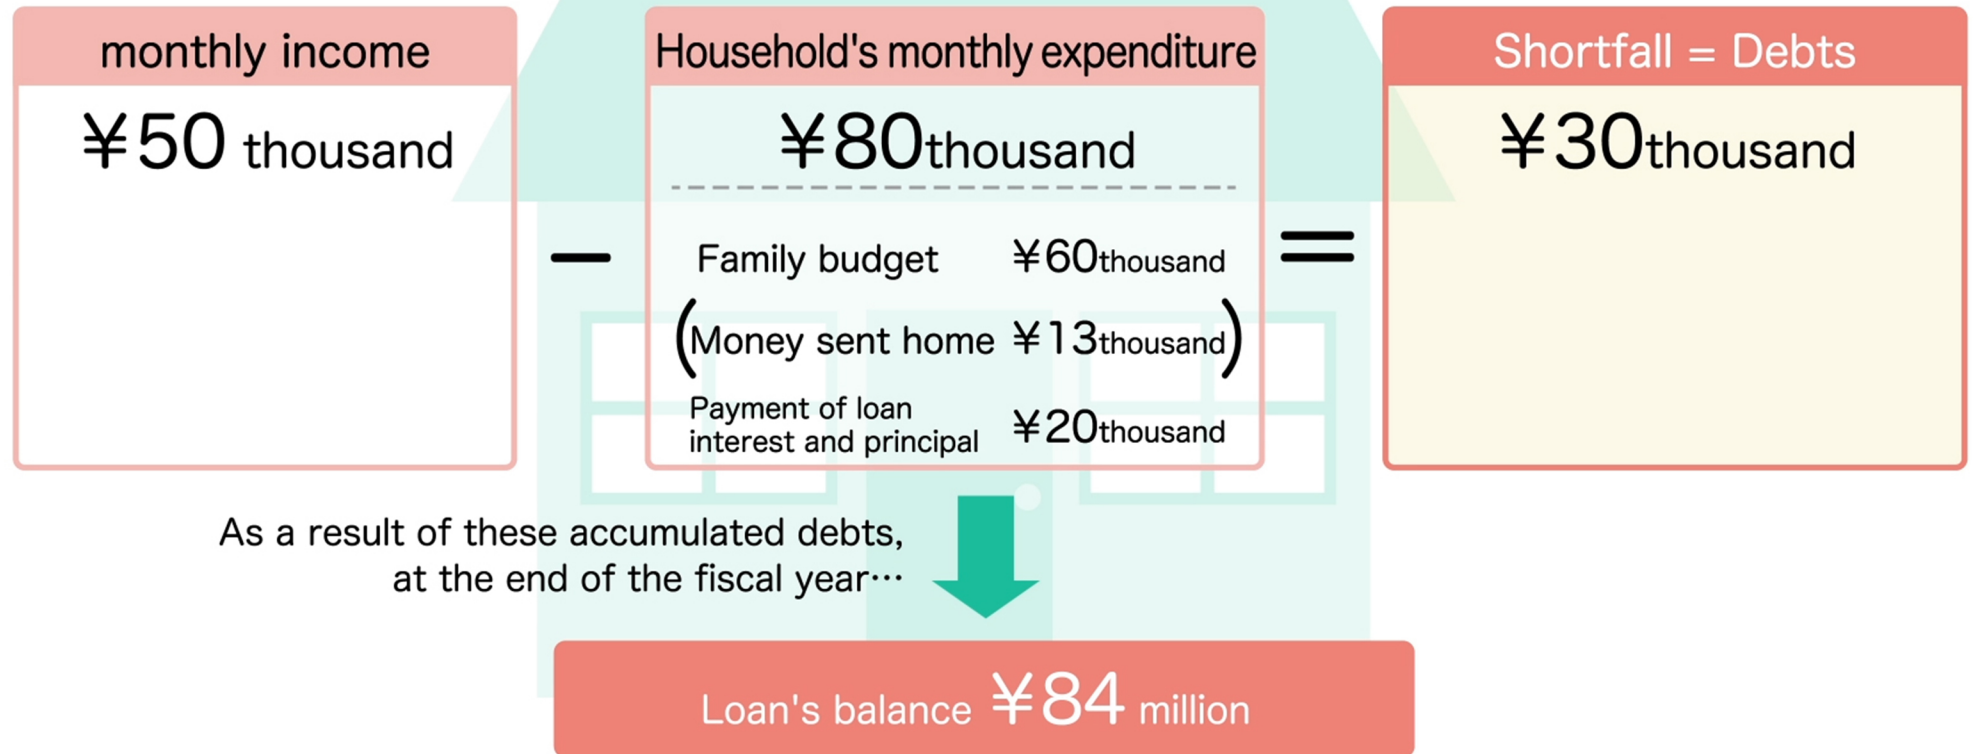 monthly income
¥50 thousand
−
Household's monthly expenditure
¥80thousand
Family budget ¥60thousand
(Money sent home ¥13thousand)
Payment of loan
interest and principal ¥20thousand
=
Shortfall = Debts
¥30thousand
As a result of these accumulated debts,
at the end of the fiscal year…
Loan's balance ¥84 million